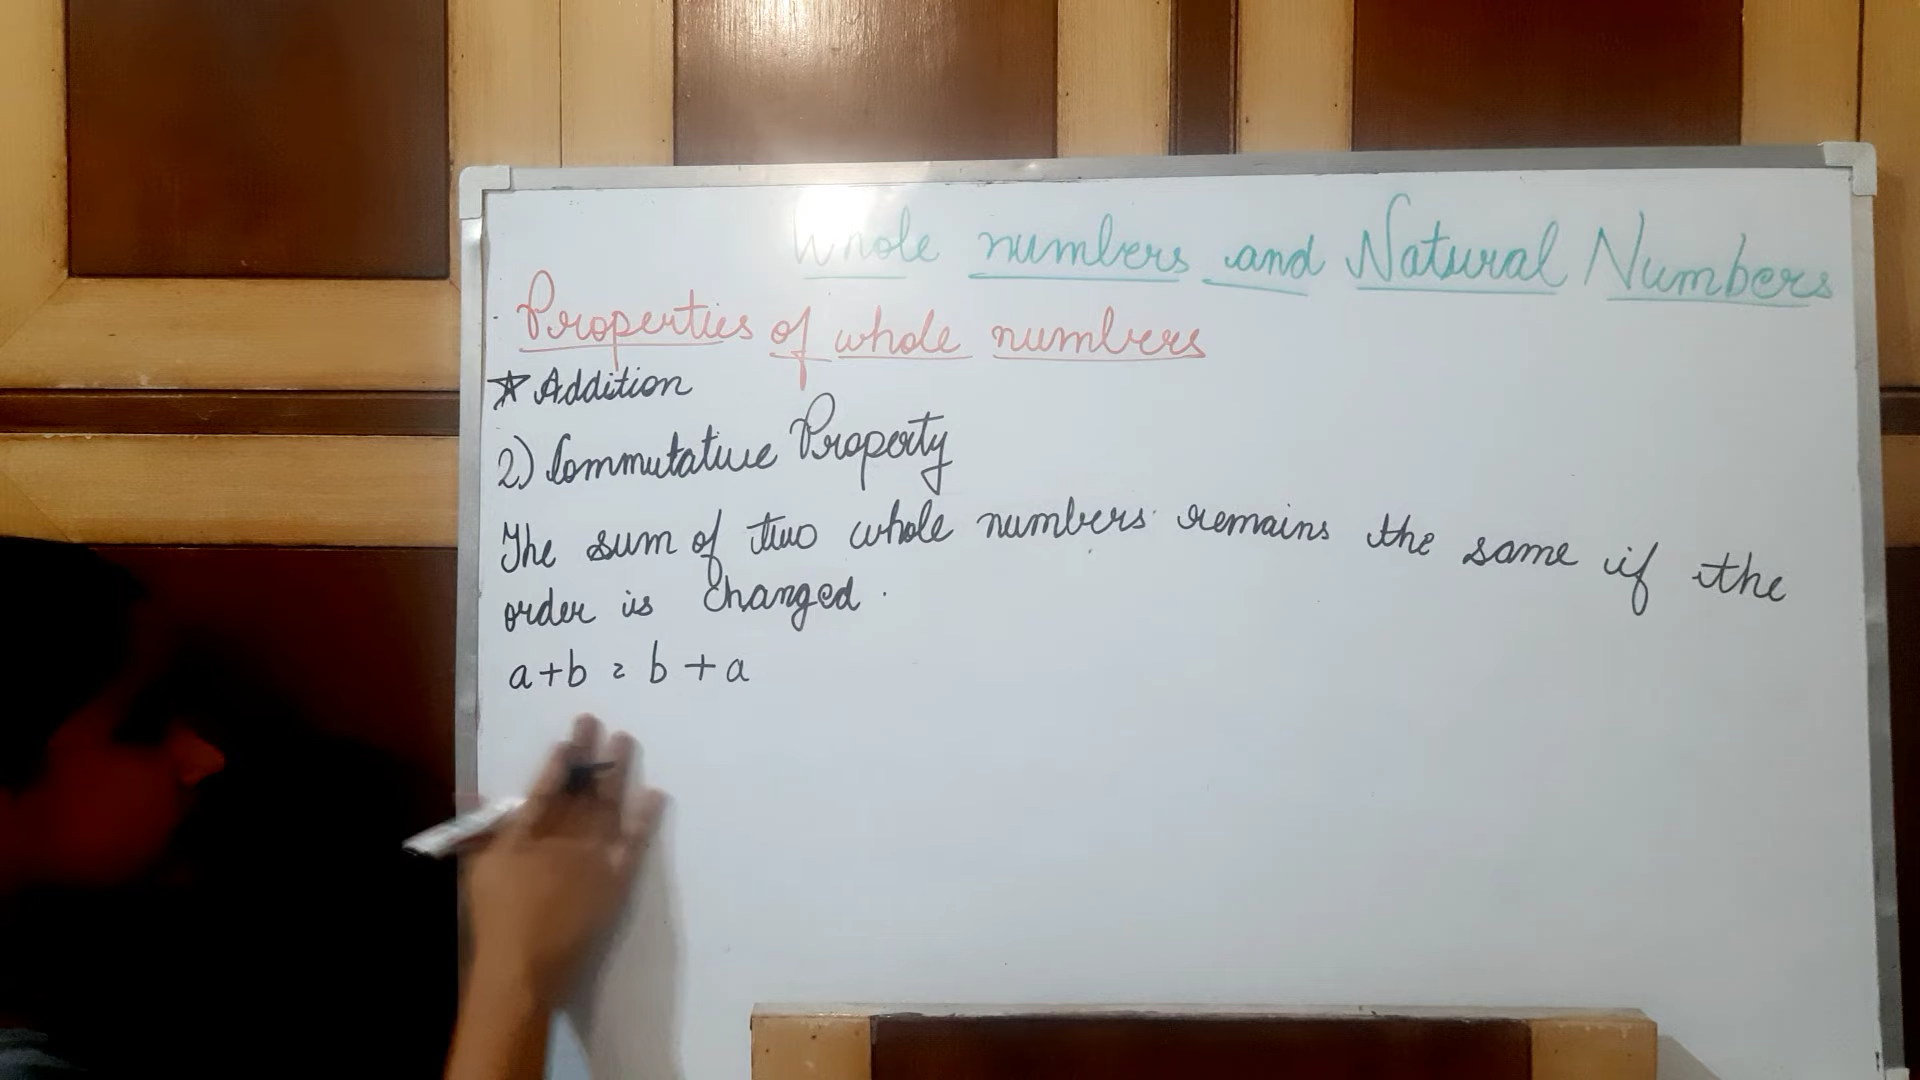 Whole numbers and Natural Numbers
Properties of whole numbers
☆ Addition
2) Commutative Property
The sum of two whole numbers remains the same if the
order is changed.
a+b = b + a